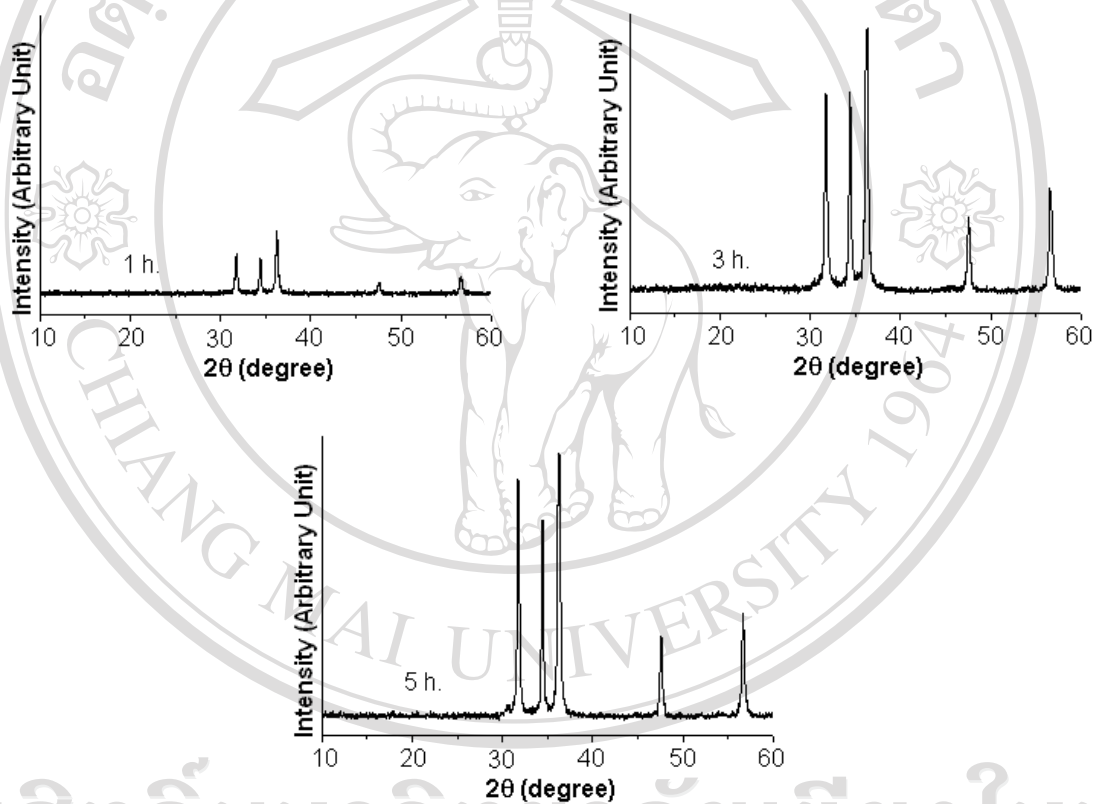 Intensity (Arbitrary Unit)
1 h.
10 20 30 40 50 60
2θ (degree)
Intensity (Arbitrary Unit)
3 h.
10 20 30 40 50 60
2θ (degree)
Intensity (Arbitrary Unit)
5 h.
10 20 30 40 50 60
2θ (degree)
CHIANG MAI UNIVERSITY 1964